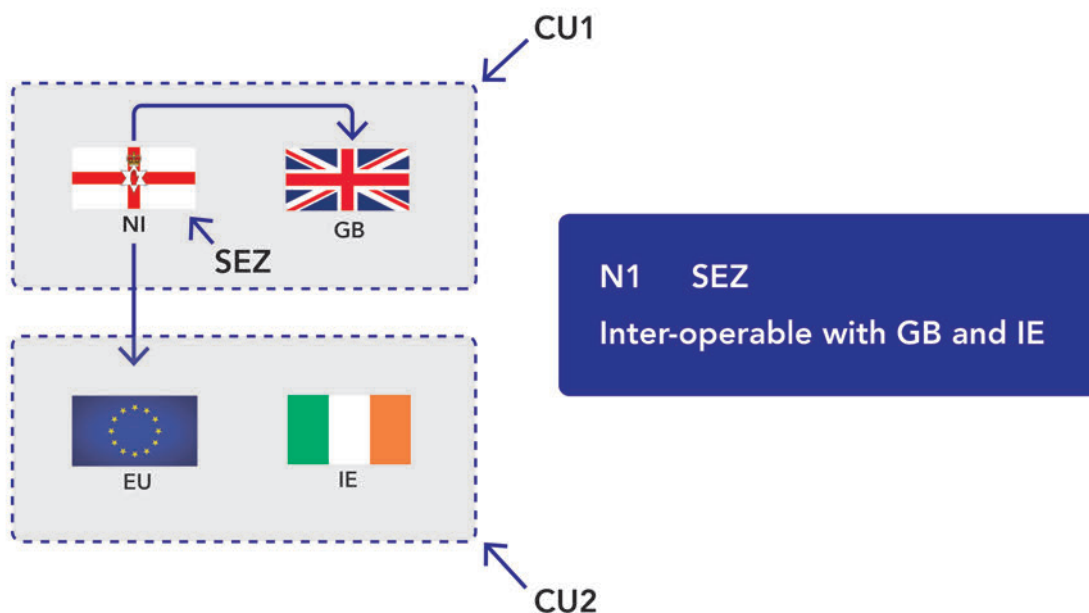 CU1
NI
GB
SEZ
N1 SEZ
Inter-operable with GB and IE
EU
IE
CU2